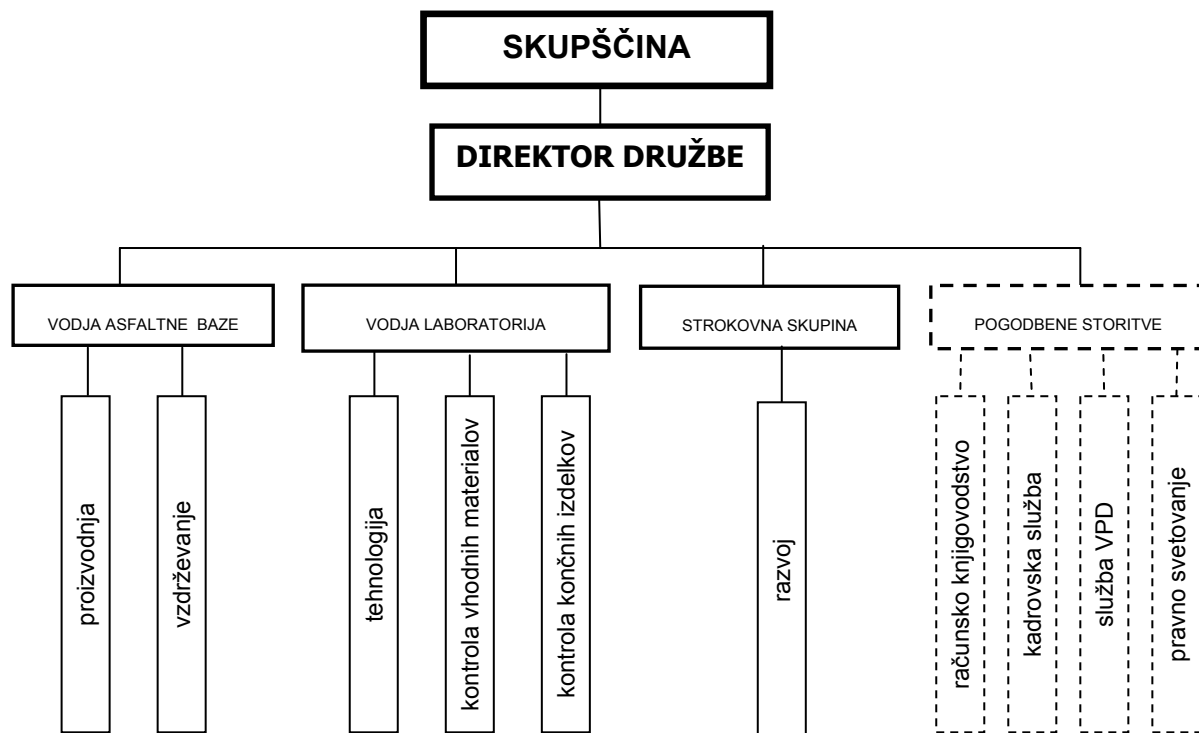 SKUPŠČINA
DIREKTOR DRUŽBE
VODJA ASFALTNE BAZE
VODJA LABORATORIJA
STROKOVNA SKUPINA
POGODBENE STORITVE
proizvodnja
vzdrževanje
tehnologija
kontrola vhodnih materialov
kontrola končnih izdelkov
razvoj
računsko knjigovodstvo
kadrovska služba
služba VPD
pravno svetovanje